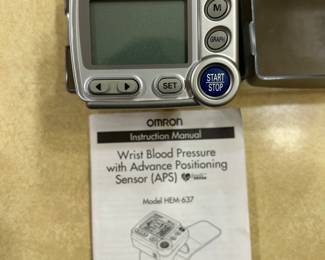 M
GRAPH
SET
START
STOP
OMRON
Instruction Manual
Wrist Blood Pressure
with Advance Positioning
Sensor (APS)
Model HEM-637